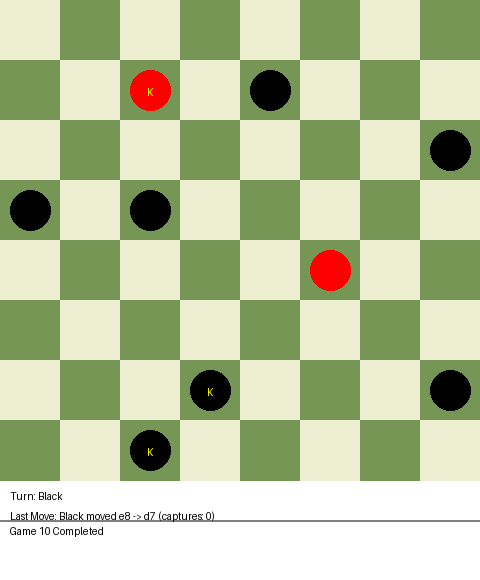 K
K
K
Turn: Black
Last Move: Black moved e8 -> d7 (captures: 0)
Game 10 Completed